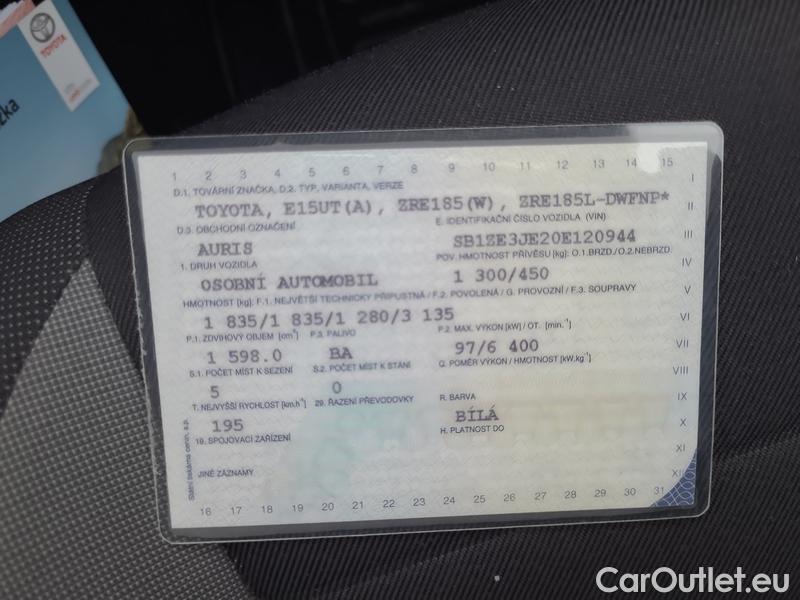 TOYOTA
žka
1 2 3 4 5 6 7 8 9 10 11 12 13 14 15
I
D.1. TOVÁRNÍ ZNAČKA, D.2. TYP, VARIANTA, VERZE
TOYOTA, E15UT(A), ZRE185(W), ZRE185L-DWFNP*
II
D.3. OBCHODNÍ OZNAČENÍ E. IDENTIFIKAČNÍ ČÍSLO VOZIDLA (VIN)
AURIS SB1ZE3JE20E120944
III
1. DRUH VOZIDLA POV. HMOTNOST PŘÍVĚSU [kg]: O.1.BRZD./O.2.NEBRZD.
OSOBNÍ AUTOMOBIL 1 300/450
IV
HMOTNOST [kg]: F.1. NEJVĚTŠÍ TECHNICKY PŘÍPUSTNÁ / F.2. POVOLENÁ / G. PROVOZNÍ / F.3. SOUPRAVY
V
1 835/1 835/1 280/3 135
VI
P.1. ZDVIHOVÝ OBJEM [cm³] P.3. PALIVO P.2. MAX. VÝKON [kW] / OT. [min.⁻¹]
1 598.0 BA 97/6 400
VII
S.1. POČET MÍST K SEZENÍ S.2. POČET MÍST K STÁNÍ Q. POMĚR VÝKON / HMOTNOST [kW.kg⁻¹]
VIII
5 0
T. NEJVYŠŠÍ RYCHLOST [km.h⁻¹] 29. ŘAZENÍ PŘEVODOVKY R. BARVA
IX
195 BÍLÁ
X
19. SPOJOVACÍ ZAŘÍZENÍ H. PLATNOST DO
XI
JINÉ ZÁZNAMY
XII
Státní tiskárna cenin, s.p.
16 17 18 19 20 21 22 23 24 25 26 27 28 29 30 31
CarOutlet.eu